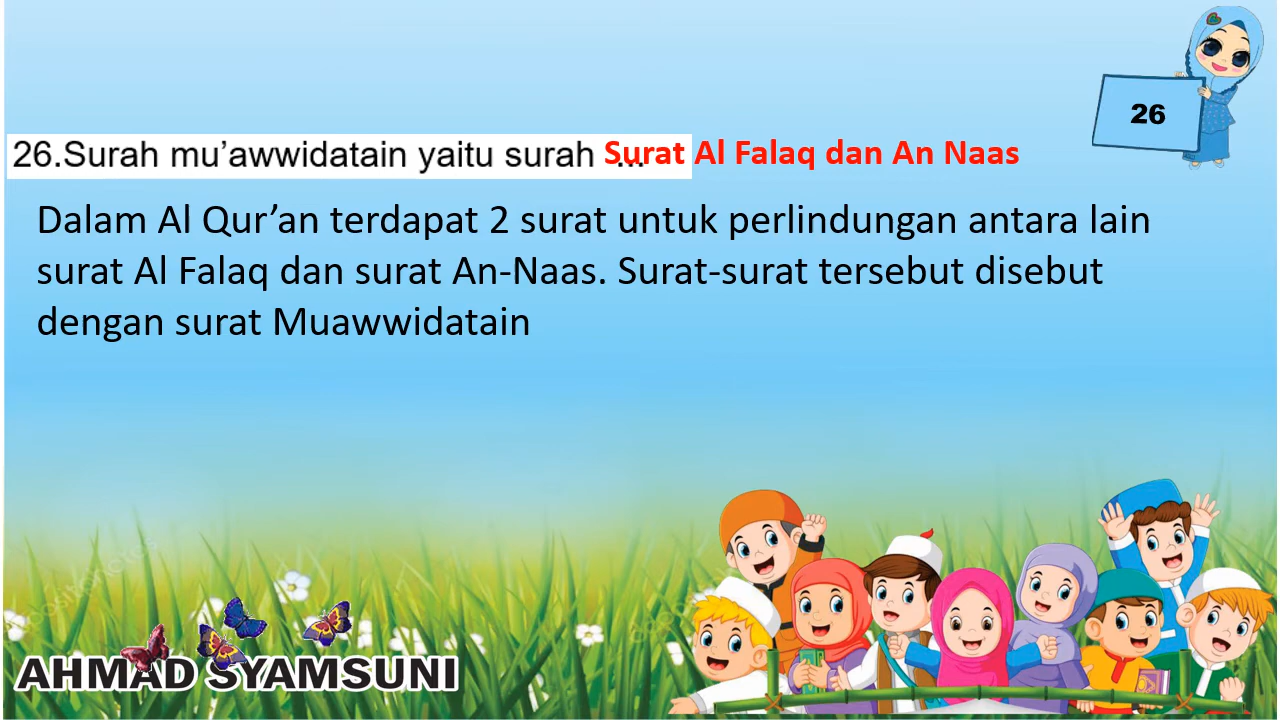 26
26.Surah mu’awwidatain yaitu surah ... Surat Al Falaq dan An Naas
Dalam Al Qur’an terdapat 2 surat untuk perlindungan antara lain
surat Al Falaq dan surat An-Naas. Surat-surat tersebut disebut
dengan surat Muawwidatain
AHMAD SYAMSUNI